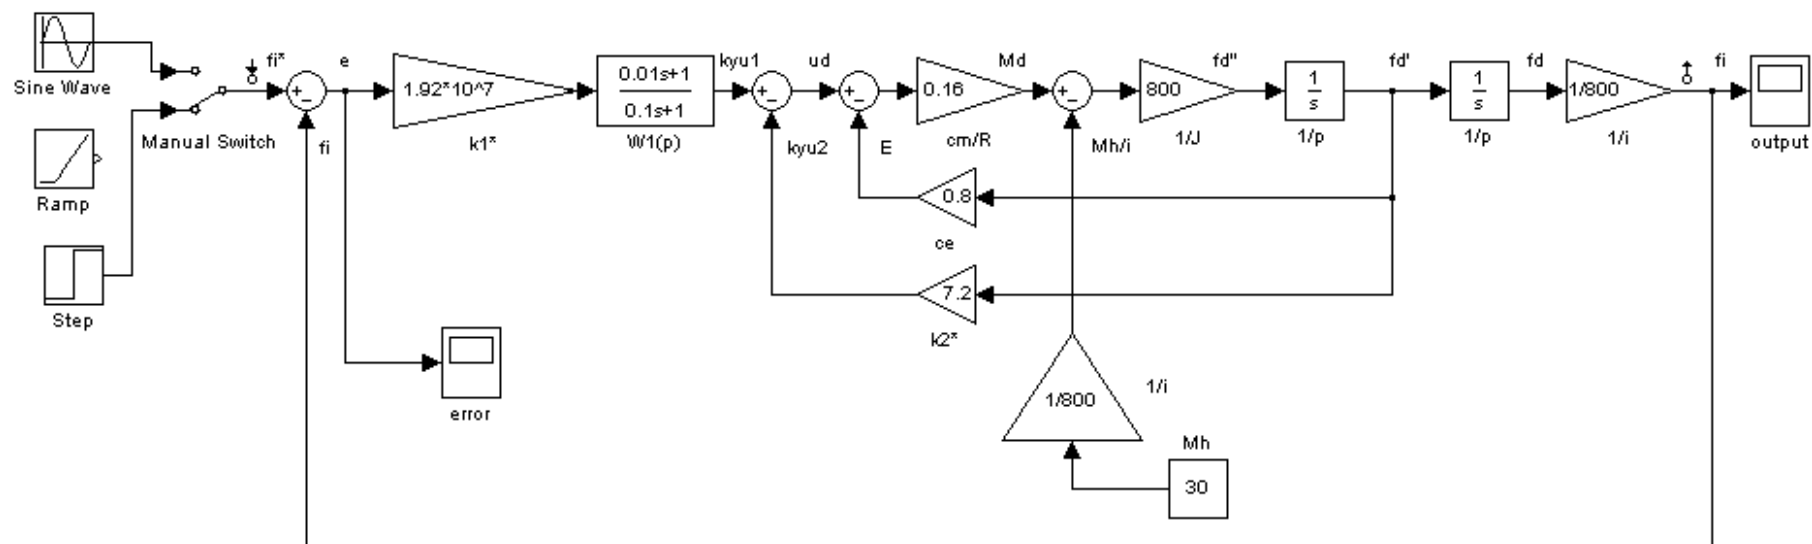 Sine Wave
Manual Switch
Ramp
Step
fi*
e
fi
1.92*10^7
k1*
0.01s+1
0.1s+1
W1(p)
kyu1
kyu2
ud
E
0.16
cm/R
Md
Mh/i
800
1/J
fd"
1
s
1/p
fd'
1
s
1/p
fd
1/800
1/i
fi
output
0.8
ce
7.2
k2*
error
1/800
1/i
Mh
30